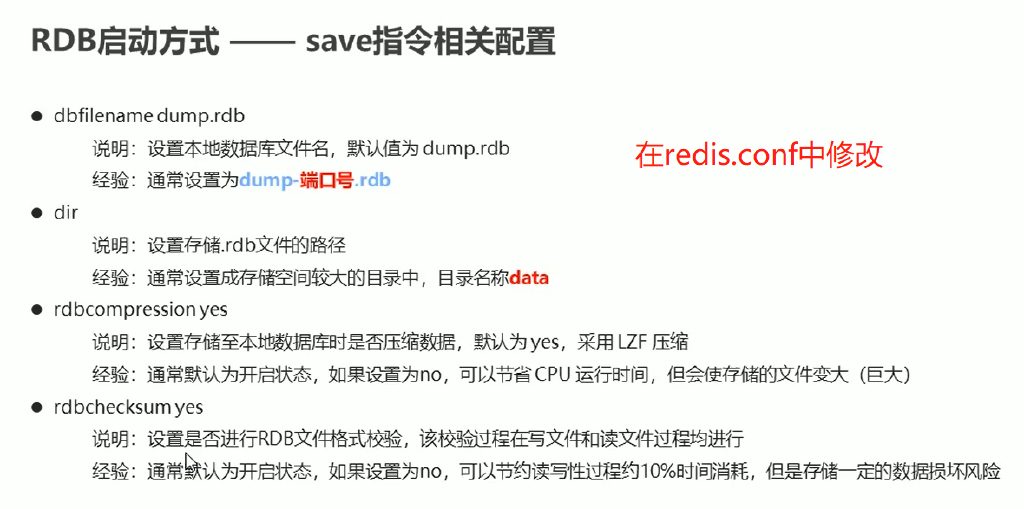 RDB启动方式 —— save指令相关配置
● dbfilename dump.rdb
说明：设置本地数据库文件名，默认值为 dump.rdb
在redis.conf中修改
经验：通常设置为dump-端口号.rdb
● dir
说明：设置存储.rdb文件的路径
经验：通常设置成存储空间较大的目录中，目录名称data
● rdbcompression yes
说明：设置存储至本地数据库时是否压缩数据，默认为 yes，采用 LZF 压缩
经验：通常默认为开启状态，如果设置为no，可以节省 CPU 运行时间，但会使存储的文件变大（巨大）
● rdbchecksum yes
说明：设置是否进行RDB文件格式校验，该校验过程在写文件和读文件过程均进行
经验：通常默认为开启状态，如果设置为no，可以节约读写性过程约10%时间消耗，但是存储一定的数据损坏风险